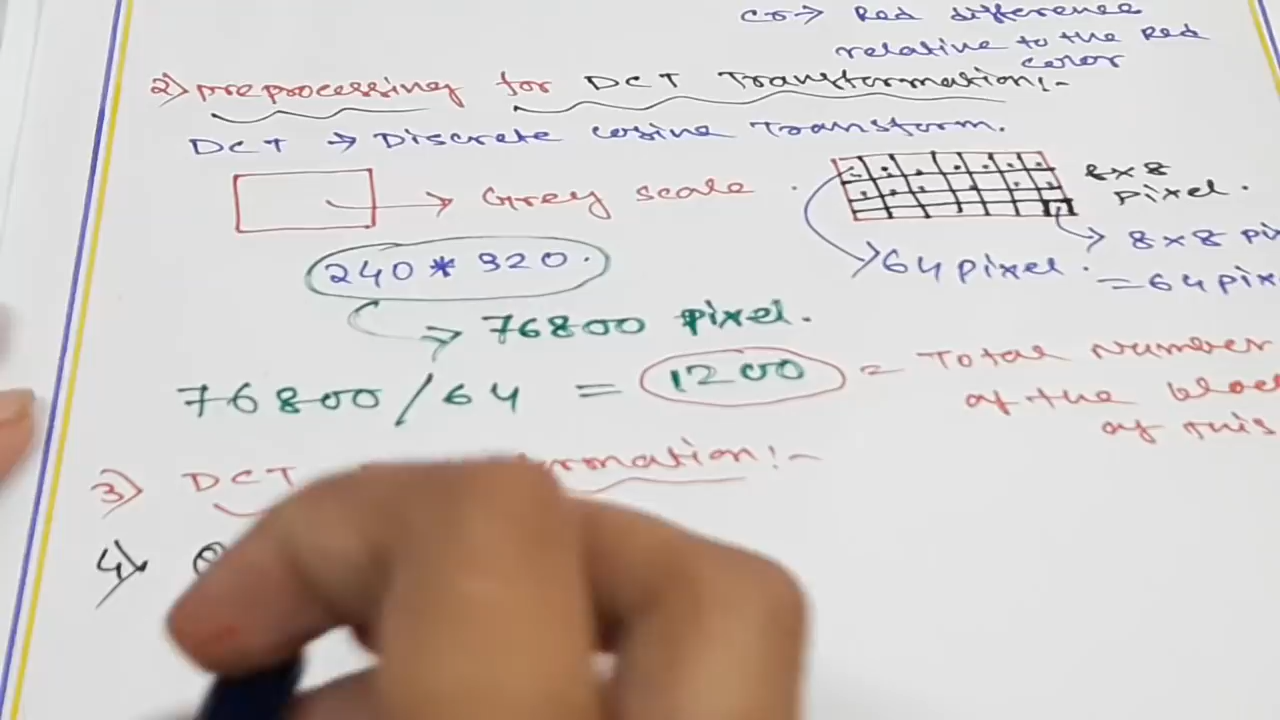 Cr→ Red difference
relative to the Red
color
2) preprocessing for DCT Transformation:-
DCT → Discrete cosine Transform.
→ Grey scale
8×8
pixel.
240 * 320.
→ 64 pixel.
→ 8×8 pi
= 64 pix
→ 76800 pixel.
76800 / 64 = 1200 = Total Number
of the bloc
of this
3) DCT
4)